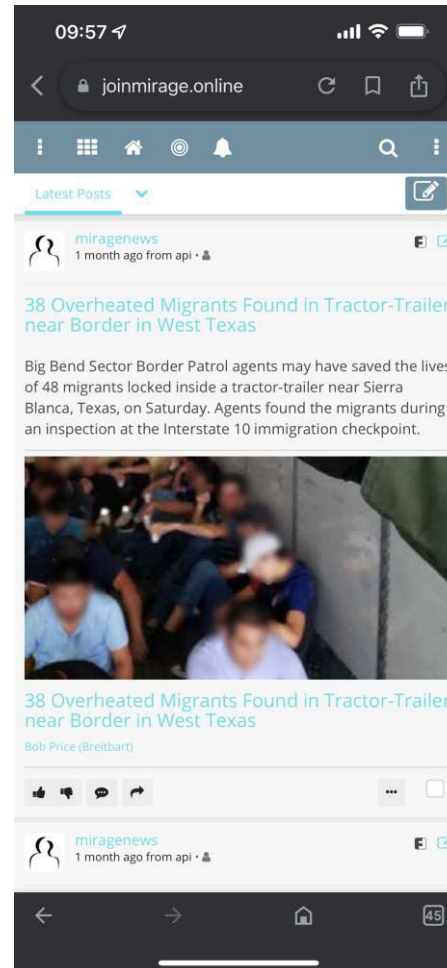 09:57
joinmirage.online
Latest Posts
miragenews
1 month ago from api •
38 Overheated Migrants Found in Tractor-Trailer
near Border in West Texas
Big Bend Sector Border Patrol agents may have saved the lives
of 48 migrants locked inside a tractor-trailer near Sierra
Blanca, Texas, on Saturday. Agents found the migrants during
an inspection at the Interstate 10 immigration checkpoint.
38 Overheated Migrants Found in Tractor-Trailer
near Border in West Texas
Bob Price (Breitbart)
miragenews
1 month ago from api •
45